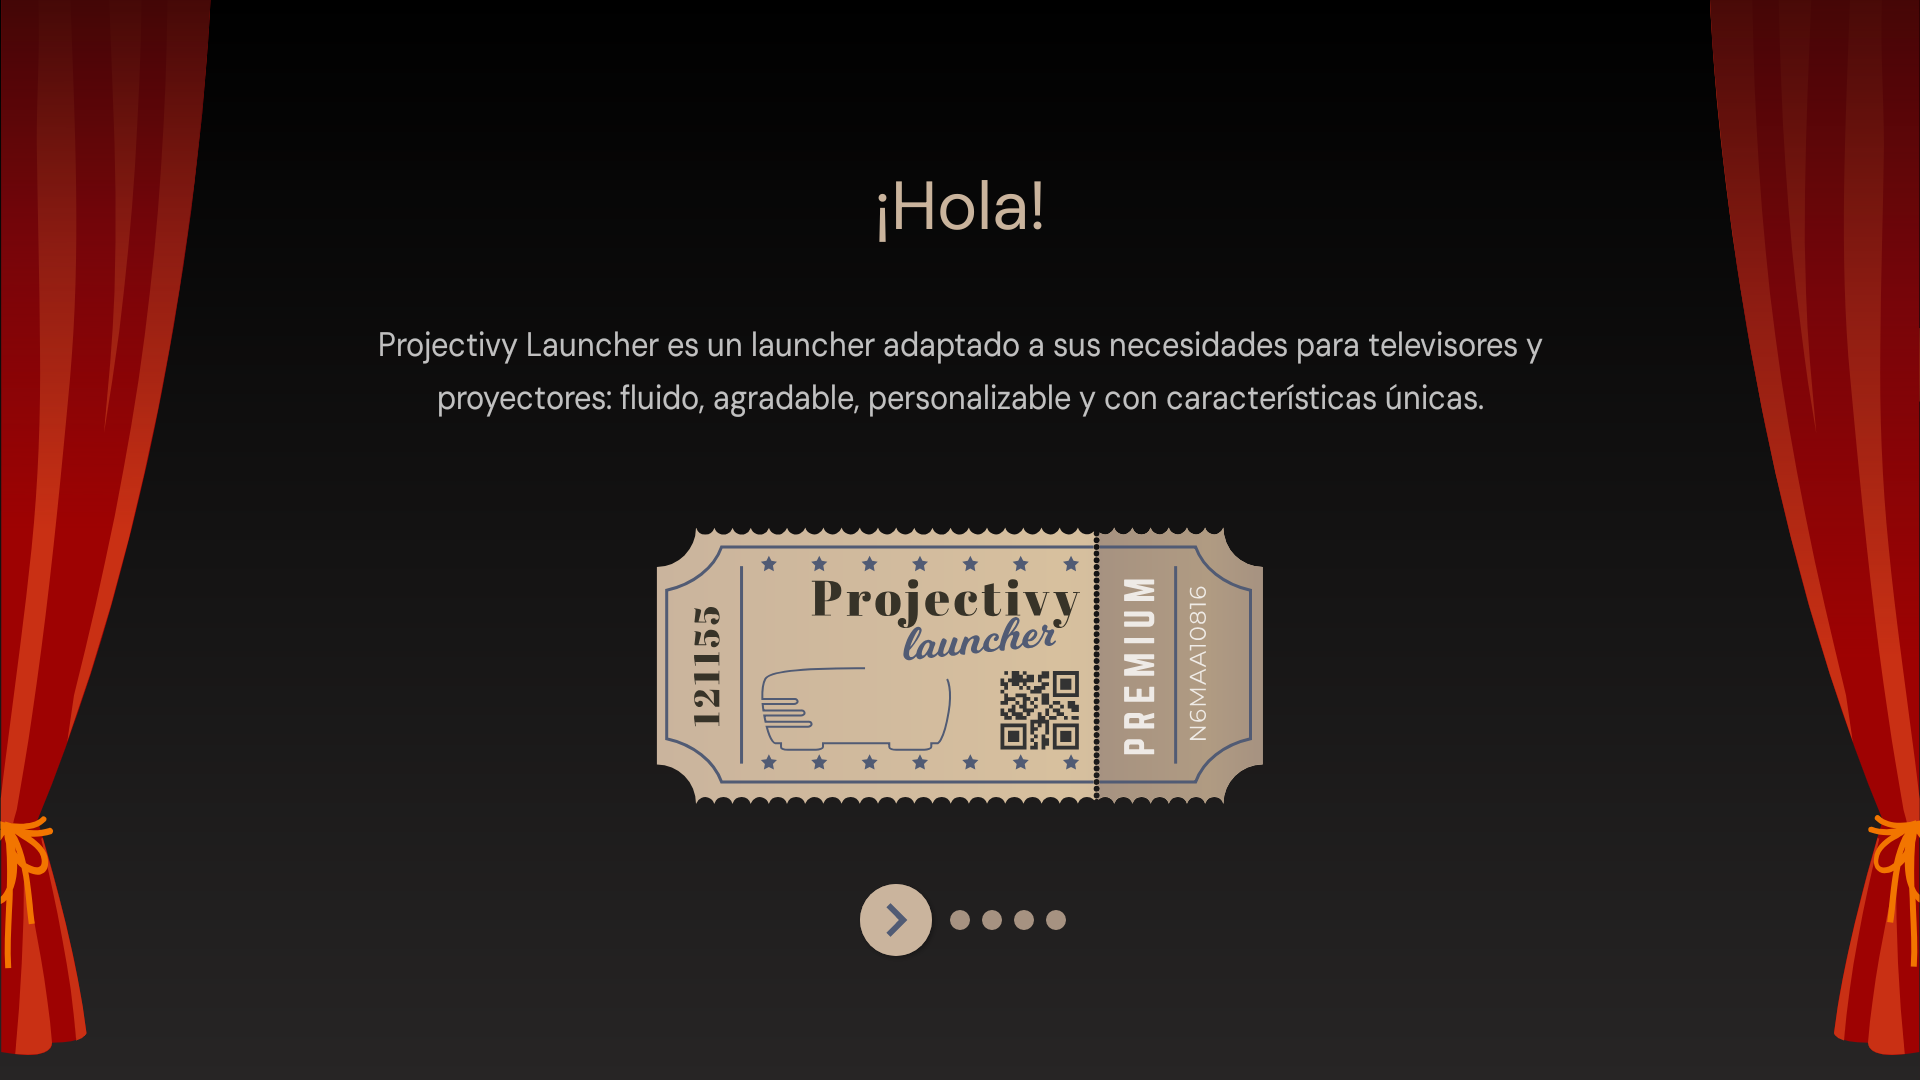 ¡Hola!
Projectivy Launcher es un launcher adaptado a sus necesidades para televisores y
proyectores: fluido, agradable, personalizable y con características únicas.
121155
Projectivy
launcher
PREMIUM
N6MAA10816